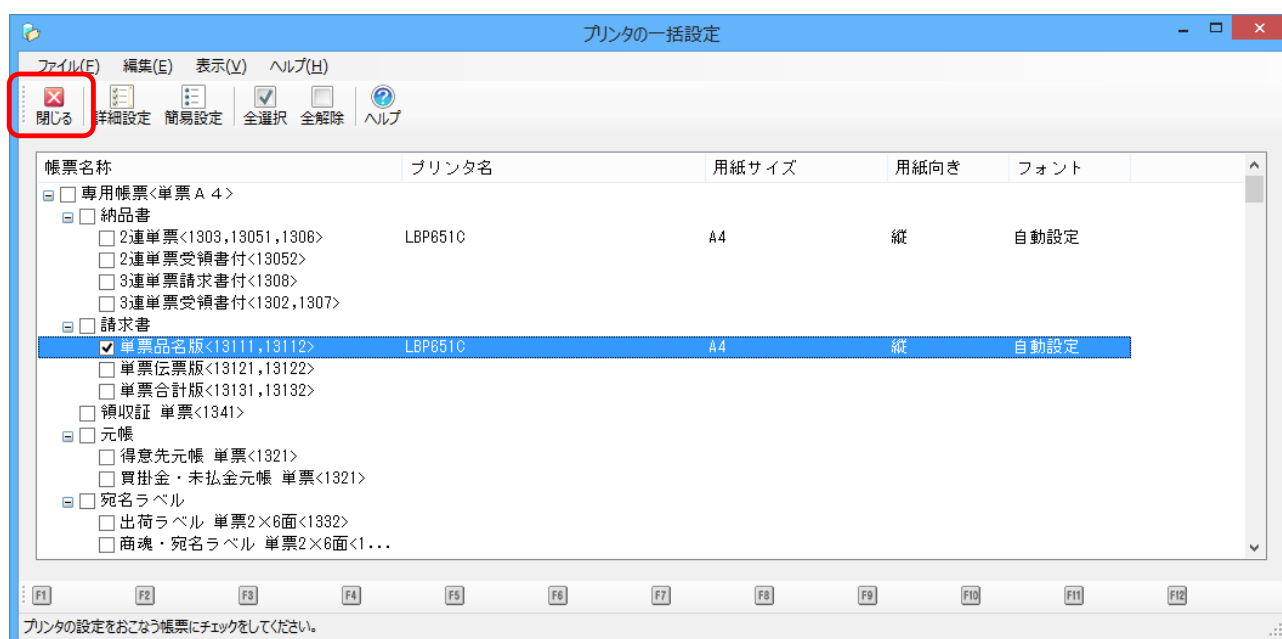 プリンタの一括設定
ファイル(F) 編集(E) 表示(V) ヘルプ(H)
閉じる 詳細設定 簡易設定 全選択 全解除 ヘルプ
帳票名称 プリンタ名 用紙サイズ 用紙向き フォント
専用帳票<単票Ａ４>
納品書
2連単票<1303,13051,1306> LBP651C A4 縦 自動設定
2連単票受領書付<13052>
3連単票請求書付<1308>
3連単票受領書付<1302,1307>
請求書
単票品名版<13111,13112> LBP651C A4 縦 自動設定
単票伝票版<13121,13122>
単票合計版<13131,13132>
領収証 単票<1341>
元帳
得意先元帳 単票<1321>
買掛金・未払金元帳 単票<1321>
宛名ラベル
出荷ラベル 単票2×6面<1332>
商魂・宛名ラベル 単票2×6面<1...
F1 F2 F3 F4 F5 F6 F7 F8 F9 F10 F11 F12
プリンタの設定をおこなう帳票にチェックをしてください。